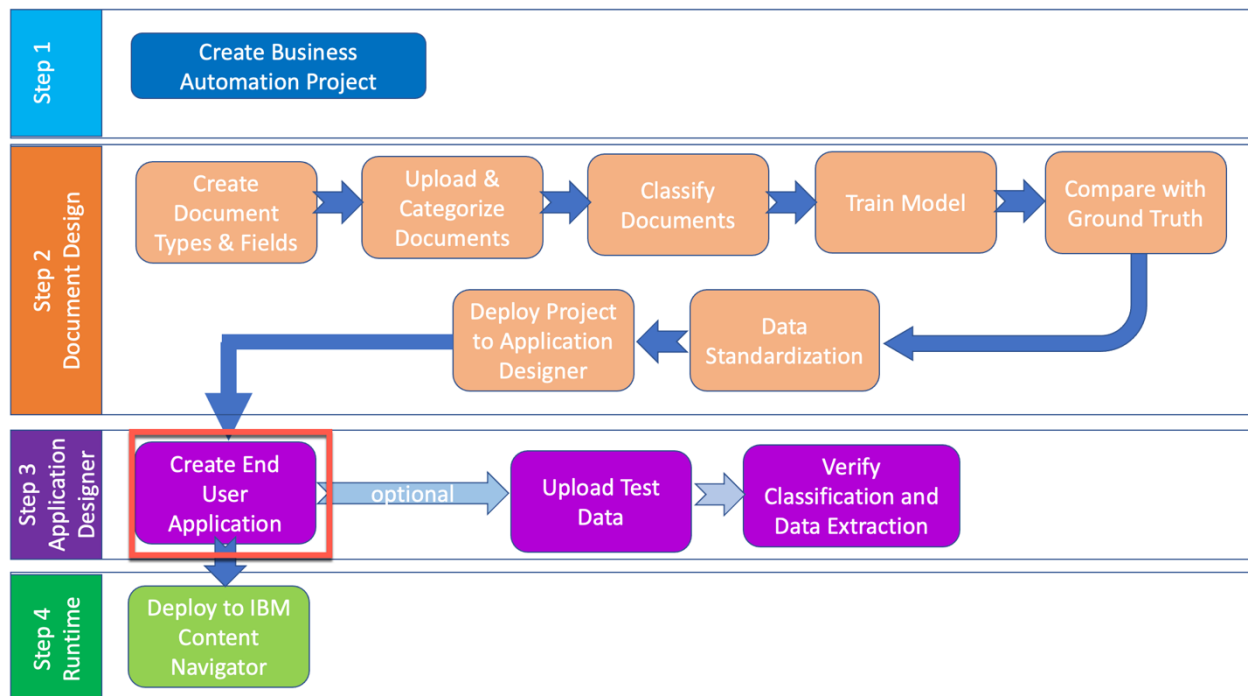 Step 1
Create Business
Automation Project
Step 2
Document Design
Create
Document
Types & Fields
Upload &
Categorize
Documents
Classify
Documents
Train Model
Compare with
Ground Truth
Deploy Project
to Application
Designer
Data
Standardization
Step 3
Application
Designer
Create End
User
Application
optional
Upload Test
Data
Verify
Classification and
Data Extraction
Step 4
Runtime
Deploy to IBM
Content
Navigator